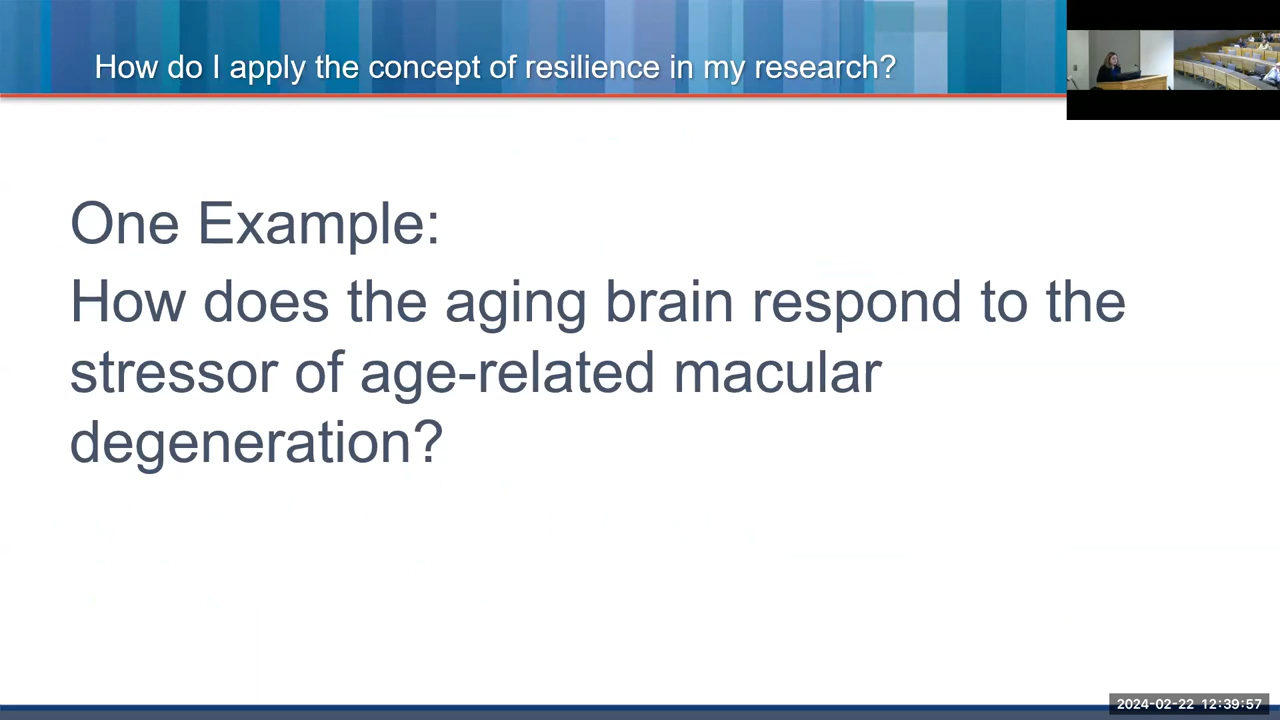 How do I apply the concept of resilience in my research?
One Example:
How does the aging brain respond to the
stressor of age-related macular
degeneration?
2024-02-22 12:39:57